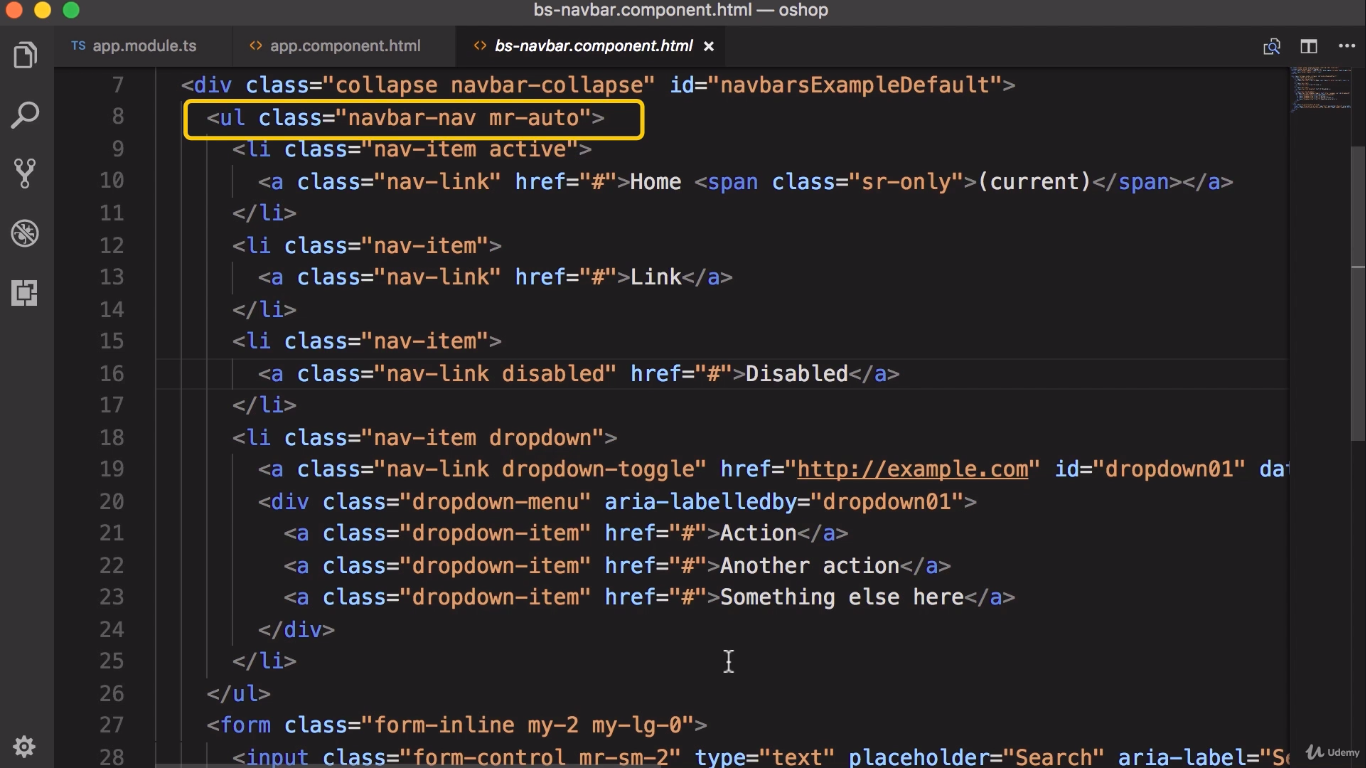 bs-navbar.component.html — oshop
TS app.module.ts <> app.component.html <> bs-navbar.component.html ×
7 <div class="collapse navbar-collapse" id="navbarsExampleDefault">
8 <ul class="navbar-nav mr-auto">
9 <li class="nav-item active">
10 <a class="nav-link" href="#">Home <span class="sr-only">(current)</span></a>
11 </li>
12 <li class="nav-item">
13 <a class="nav-link" href="#">Link</a>
14 </li>
15 <li class="nav-item">
16 <a class="nav-link disabled" href="#">Disabled</a>
17 </li>
18 <li class="nav-item dropdown">
19 <a class="nav-link dropdown-toggle" href="http://example.com" id="dropdown01" dat
20 <div class="dropdown-menu" aria-labelledby="dropdown01">
21 <a class="dropdown-item" href="#">Action</a>
22 <a class="dropdown-item" href="#">Another action</a>
23 <a class="dropdown-item" href="#">Something else here</a>
24 </div>
25 </li>
26 </ul>
27 <form class="form-inline my-2 my-lg-0">
28 <input class="form-control mr-sm-2" type="text" placeholder="Search" aria-label="Se
Udemy